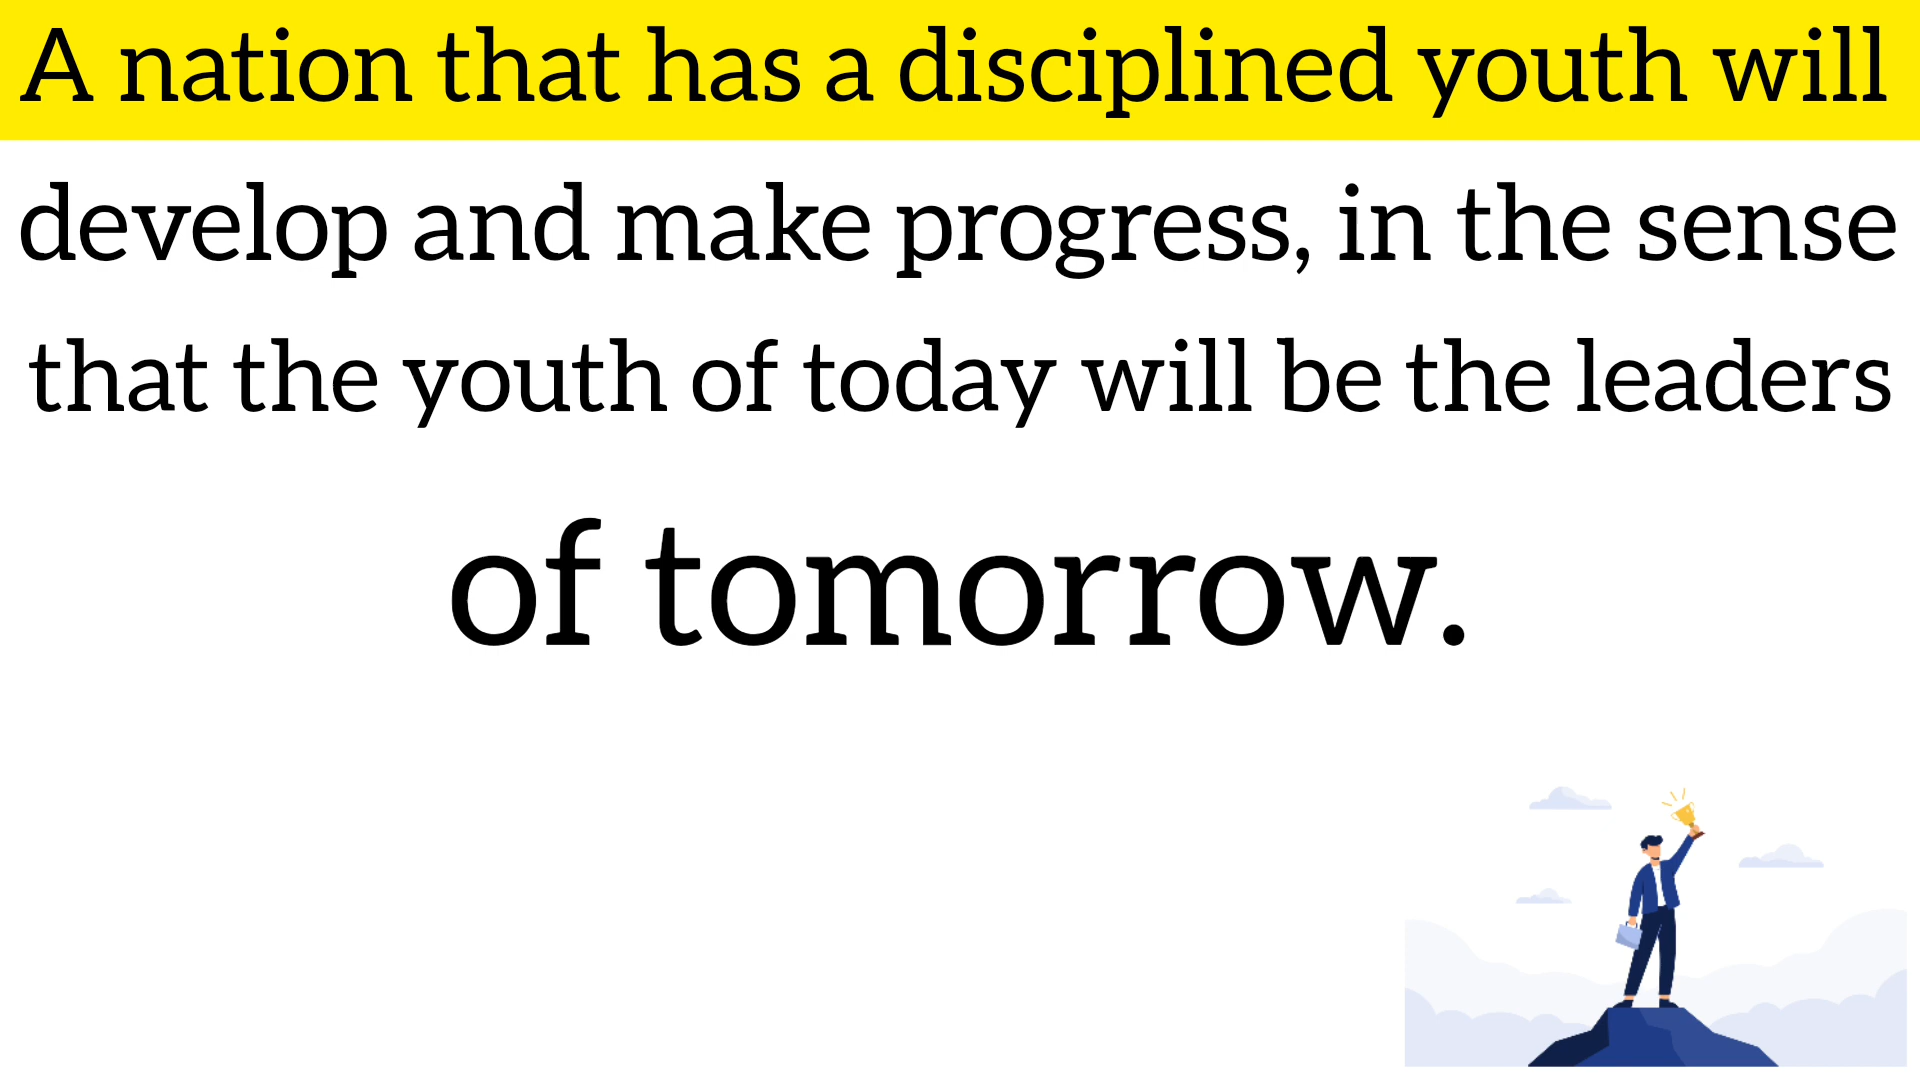 A nation that has a disciplined youth will
develop and make progress, in the sense
that the youth of today will be the leaders
of tomorrow.